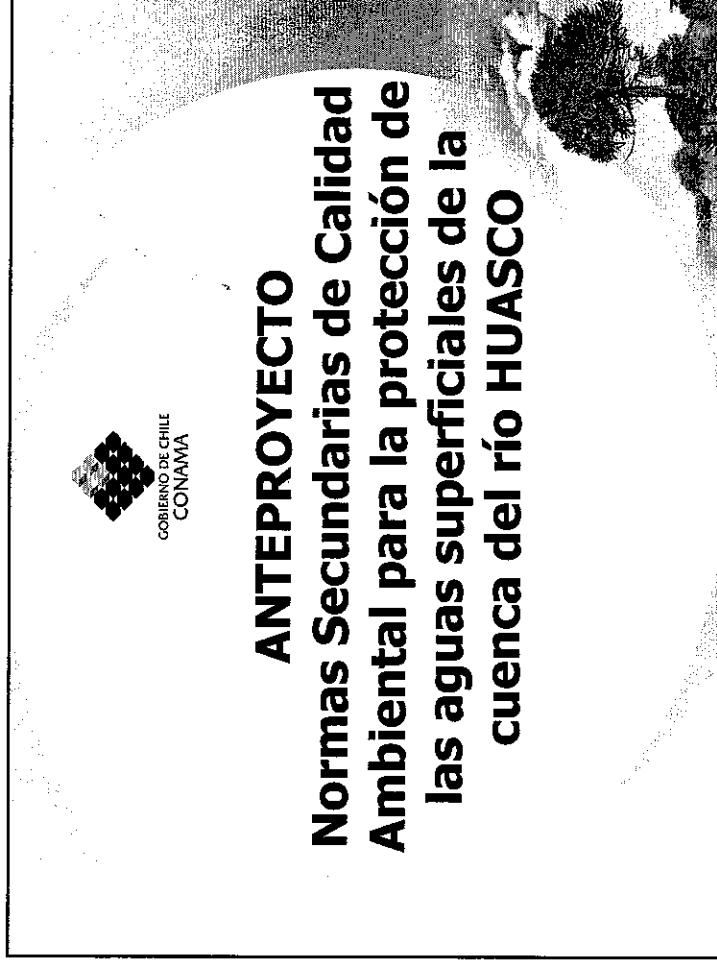 GOBIERNO DE CHILE
CONAMA
ANTEPROYECTO
Normas Secundarias de Calidad
Ambiental para la protección de
las aguas superficiales de la
cuenca del río HUASCO